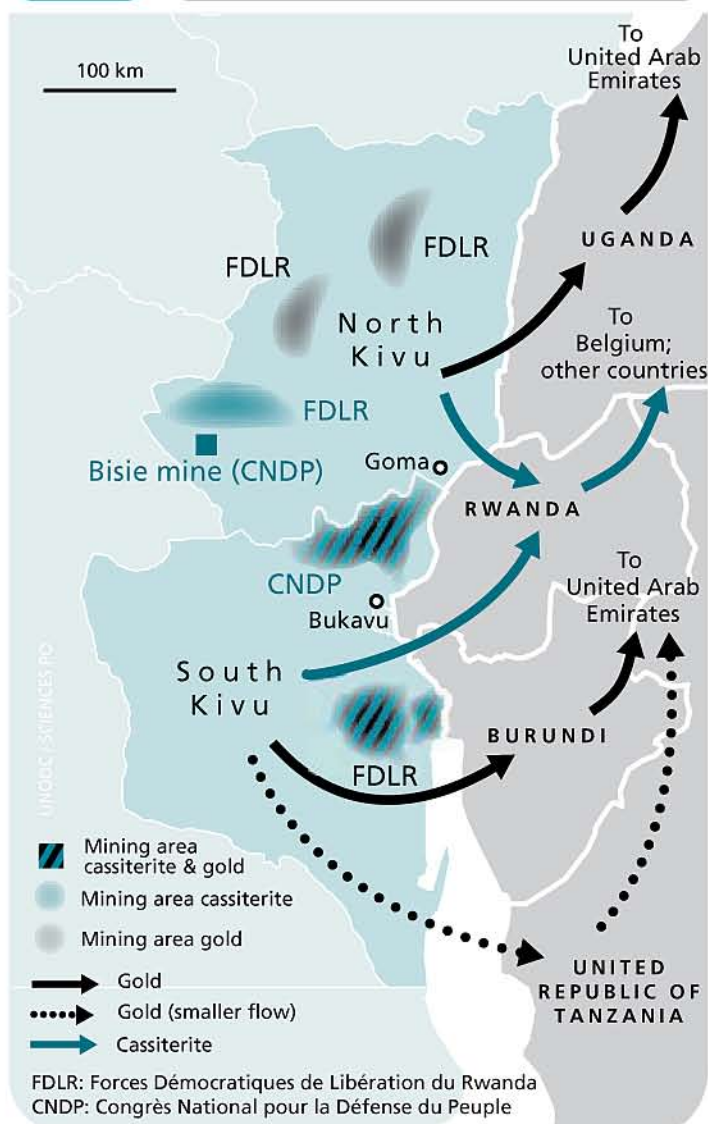 100 km
To
United Arab
Emirates
UGANDA
FDLR
FDLR
North
Kivu
To
Belgium;
other countries
FDLR
Bisie mine (CNDP)
Goma
RWANDA
CNDP
Bukavu
To
United Arab
Emirates
South
Kivu
BURUNDI
FDLR
UNODC / SCIENCES PO
Mining area
cassiterite & gold
Mining area cassiterite
Mining area gold
Gold
Gold (smaller flow)
Cassiterite
UNITED
REPUBLIC OF
TANZANIA
FDLR: Forces Démocratiques de Libération du Rwanda
CNDP: Congrès National pour la Défense du Peuple